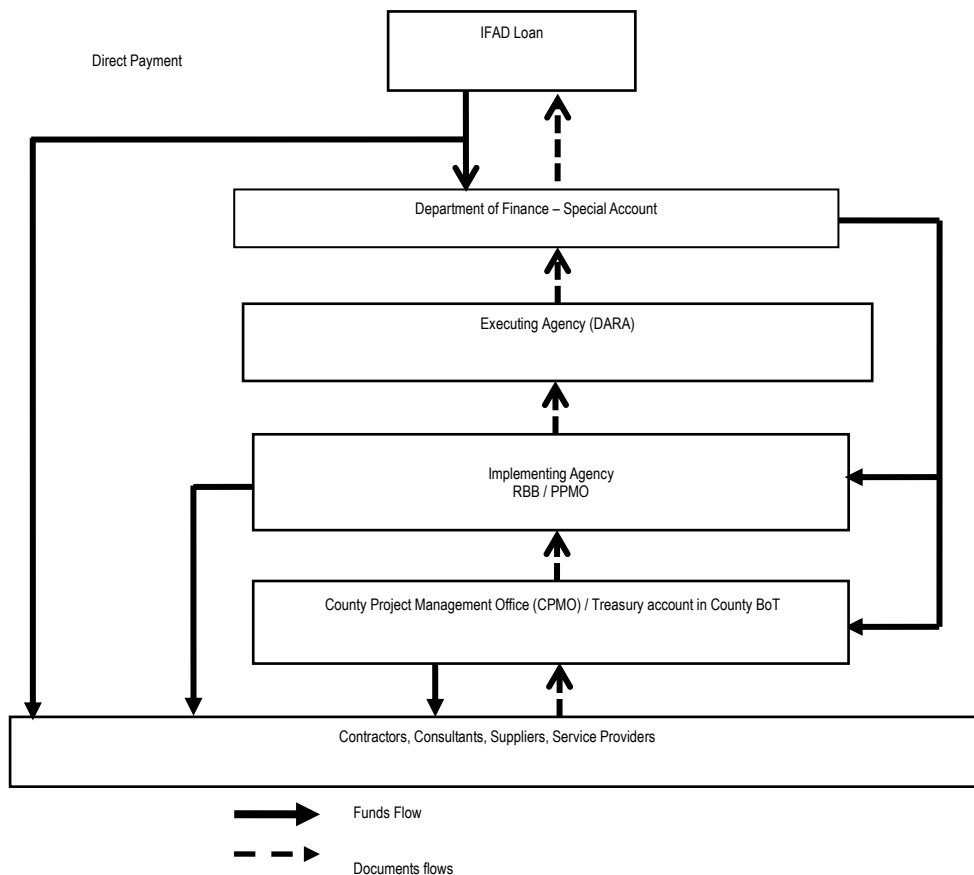 IFAD Loan
Direct Payment
Department of Finance – Special Account
Executing Agency (DARA)
Implementing Agency
RBB / PPMO
County Project Management Office (CPMO) / Treasury account in County BoT
Contractors, Consultants, Suppliers, Service Providers
Funds Flow
Documents flows